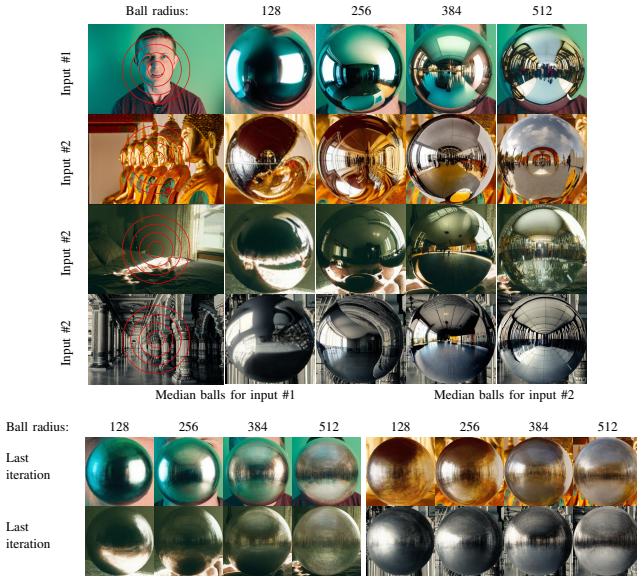 Ball radius: 128 256 384 512
Input #1
Input #2
Input #2
Input #2
Median balls for input #1 Median balls for input #2
Ball radius: 128 256 384 512 128 256 384 512
Last
iteration
Last
iteration